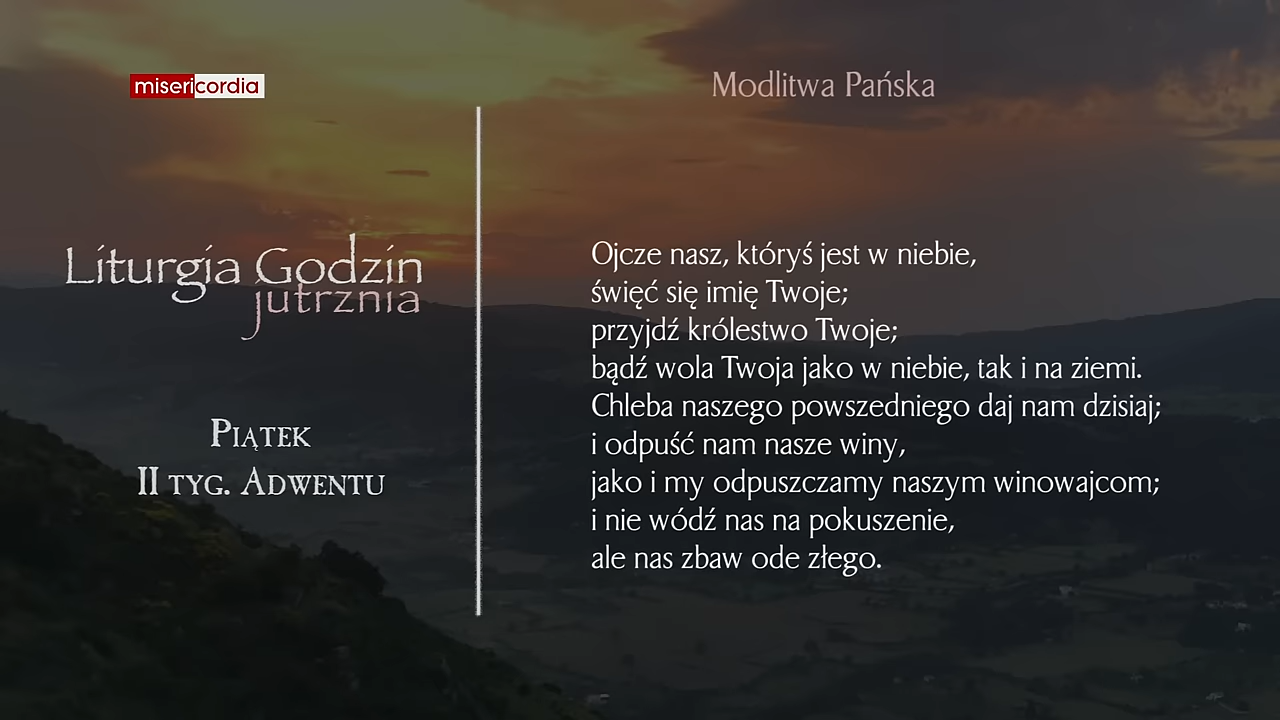 misericordia
Modlitwa Pańska
Liturgia Godzin
jutrznia
Piątek
II tyg. Adwentu
Ojcze nasz, któryś jest w niebie,
święć się imię Twoje;
przyjdź królestwo Twoje;
bądź wola Twoja jako w niebie, tak i na ziemi.
Chleba naszego powszedniego daj nam dzisiaj;
i odpuść nam nasze winy,
jako i my odpuszczamy naszym winowajcom;
i nie wódź nas na pokuszenie,
ale nas zbaw ode złego.